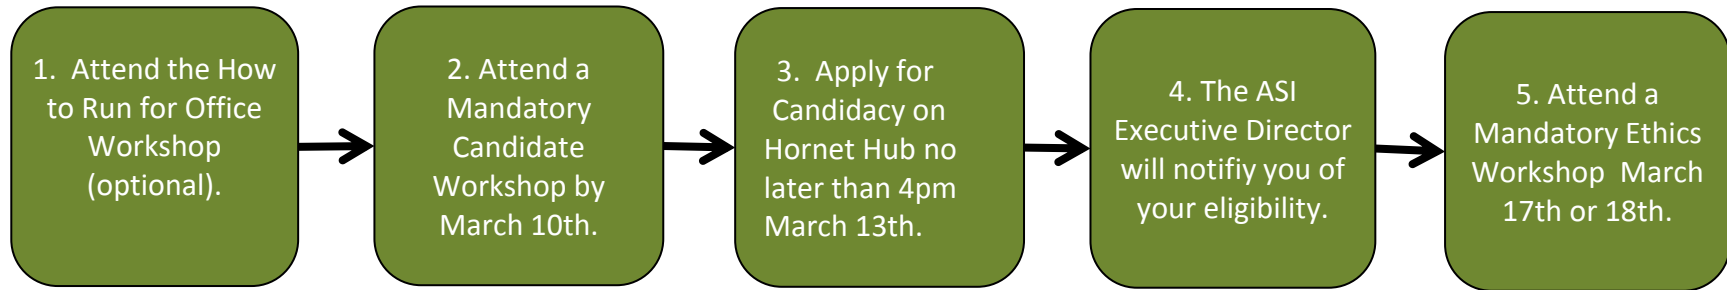 1. Attend the How
to Run for Office
Workshop
(optional).
2. Attend a
Mandatory
Candidate
Workshop by
March 10th.
3. Apply for
Candidacy on
Hornet Hub no
later than 4pm
March 13th.
4. The ASI
Executive Director
will notifiy you of
your eligibility.
5. Attend a
Mandatory Ethics
Workshop March
17th or 18th.